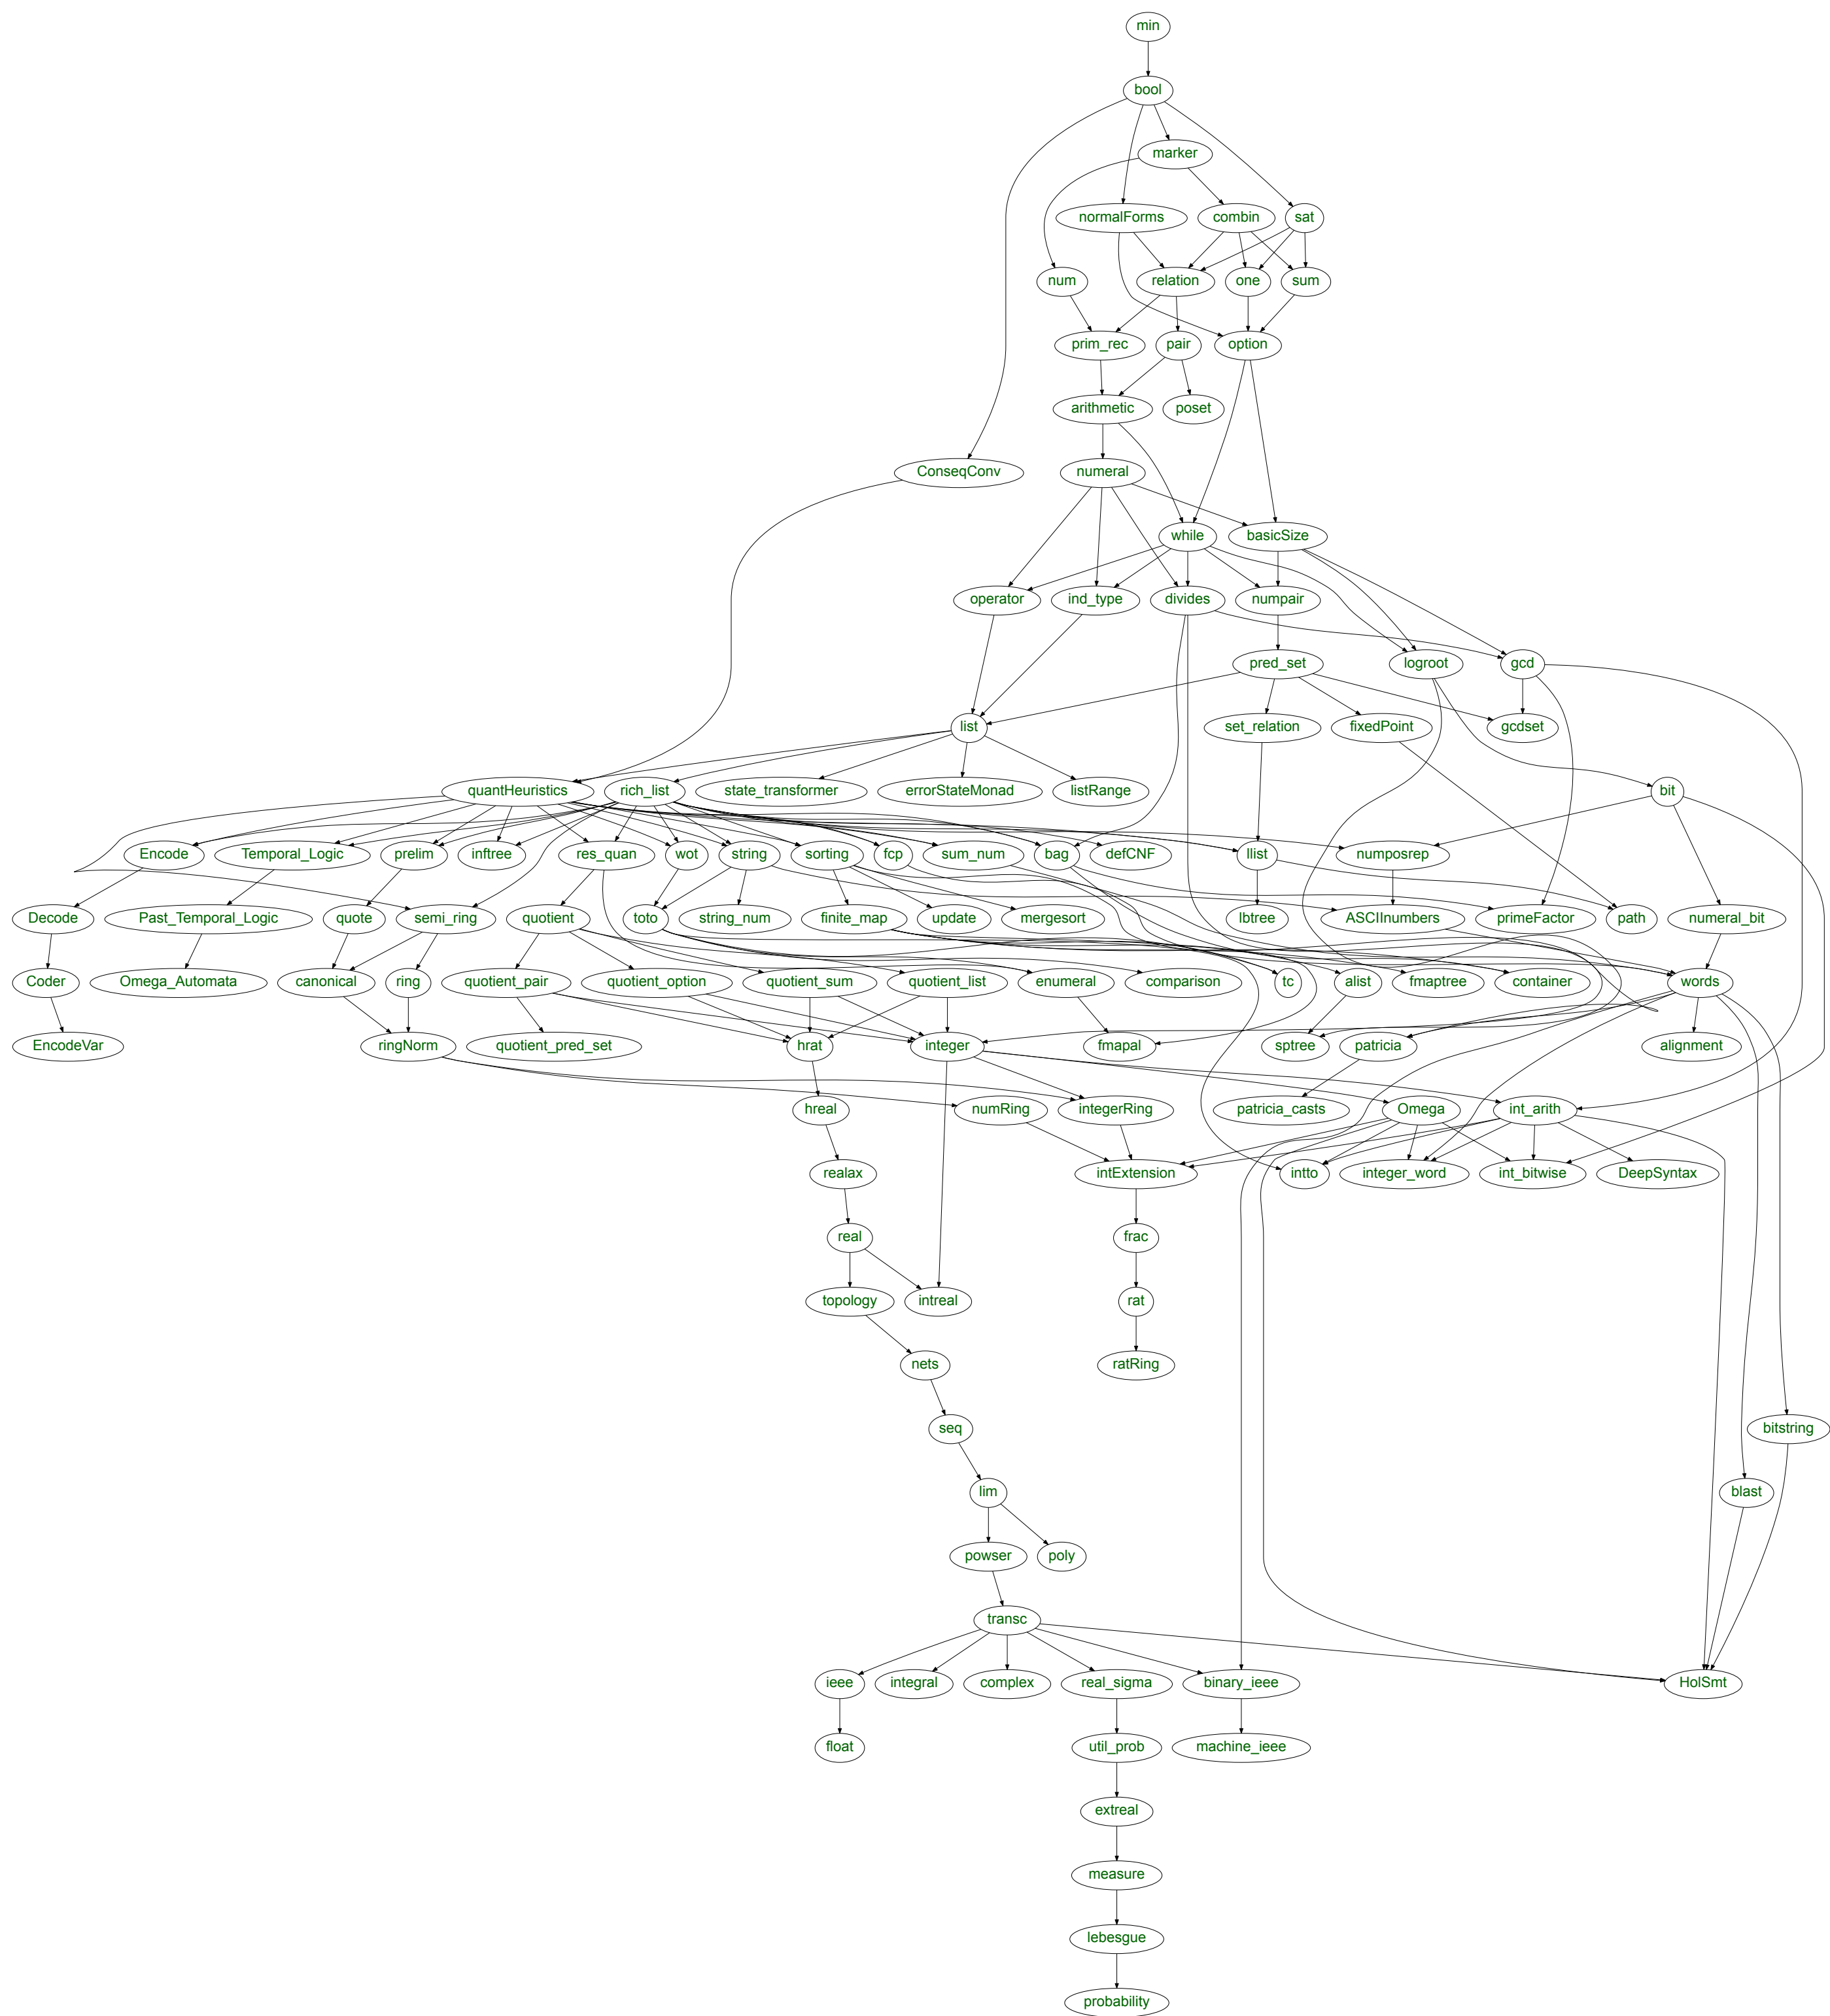 min
bool
marker
normalForms combin sat
num relation one sum
prim_rec pair option
arithmetic poset
ConseqConv numeral
while basicSize
operator ind_type divides numpair
pred_set logroot gcd
list set_relation fixedPoint gcdset
quantHeuristics rich_list state_transformer errorStateMonad listRange bit
Encode Temporal_Logic prelim inftree res_quan wot string sorting fcp sum_num bag defCNF llist numposrep
Decode Past_Temporal_Logic quote semi_ring quotient toto string_num finite_map update mergesort lbtree ASCIInumbers primeFactor path numeral_bit
Coder Omega_Automata canonical ring quotient_pair quotient_option quotient_sum quotient_list enumeral comparison tc alist fmaptree container words
EncodeVar ringNorm quotient_pred_set hrat integer fmapal sptree patricia alignment
hreal numRing integerRing patricia_casts Omega int_arith
realax intExtension intto integer_word int_bitwise DeepSyntax
real frac
topology intreal rat
nets ratRing
seq bitstring
lim blast
powser poly
transc
ieee integral complex real_sigma binary_ieee HolSmt
float util_prob machine_ieee
extreal
measure
lebesgue
probability